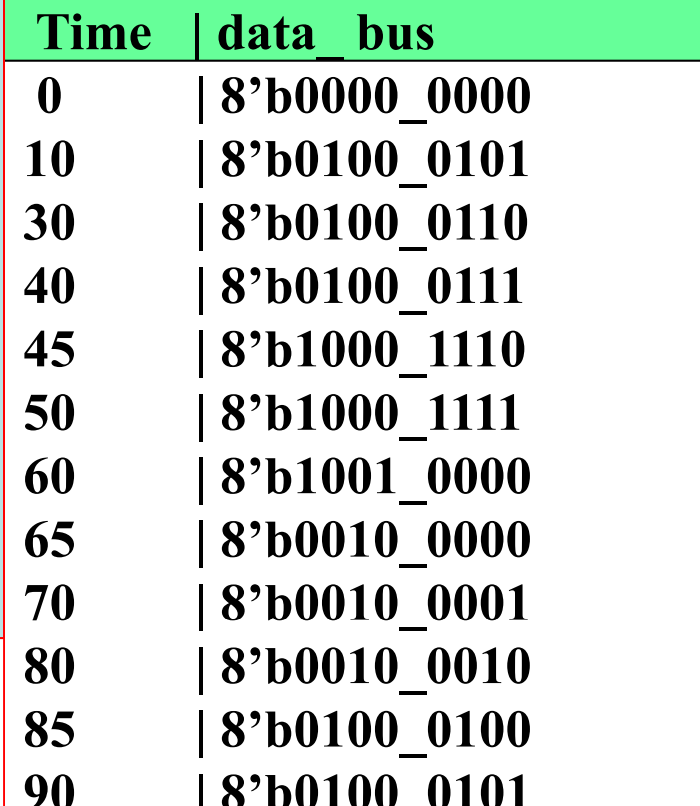 Time | data_ bus
0 | 8’b0000_0000
10 | 8’b0100_0101
30 | 8’b0100_0110
40 | 8’b0100_0111
45 | 8’b1000_1110
50 | 8’b1000_1111
60 | 8’b1001_0000
65 | 8’b0010_0000
70 | 8’b0010_0001
80 | 8’b0010_0010
85 | 8’b0100_0100
90 | 8’b0100_0101